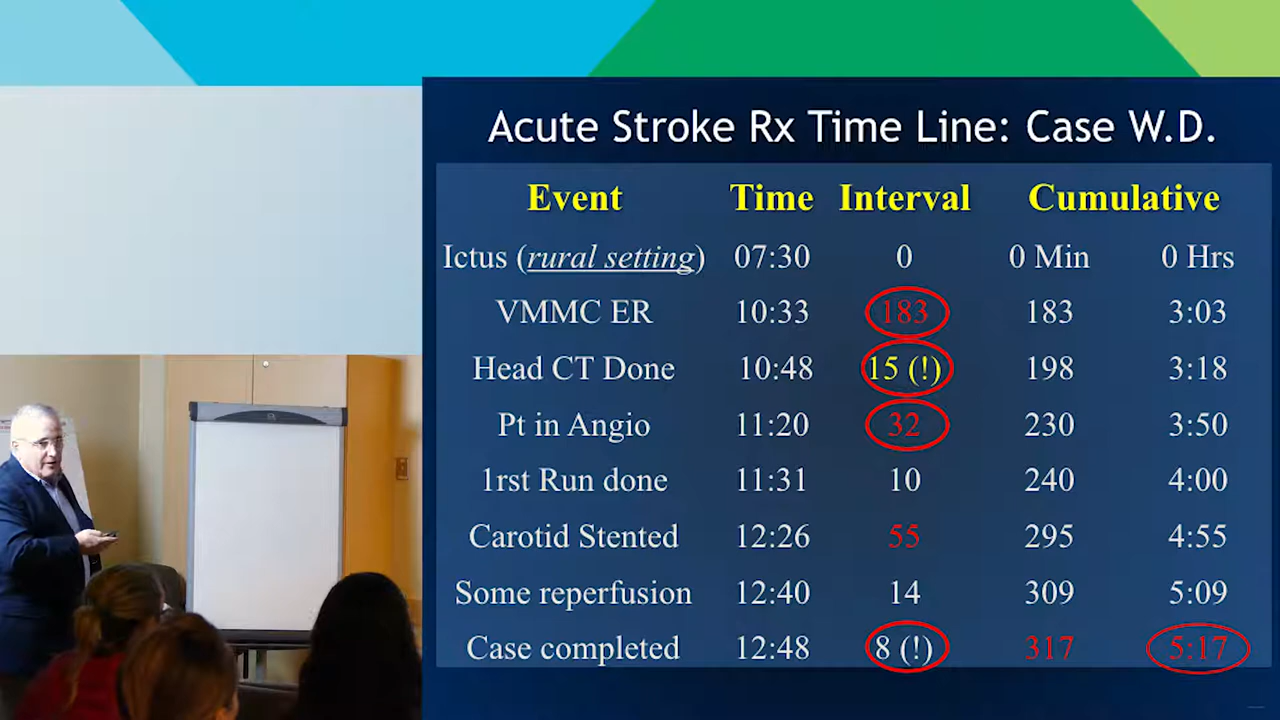 Acute Stroke Rx Time Line: Case W.D.
Event Time Interval Cumulative
Ictus (rural setting) 07:30 0 0 Min 0 Hrs
VMMC ER 10:33 183 183 3:03
Head CT Done 10:48 15 (!) 198 3:18
Pt in Angio 11:20 32 230 3:50
1rst Run done 11:31 10 240 4:00
Carotid Stented 12:26 55 295 4:55
Some reperfusion 12:40 14 309 5:09
Case completed 12:48 8 (!) 317 5:17